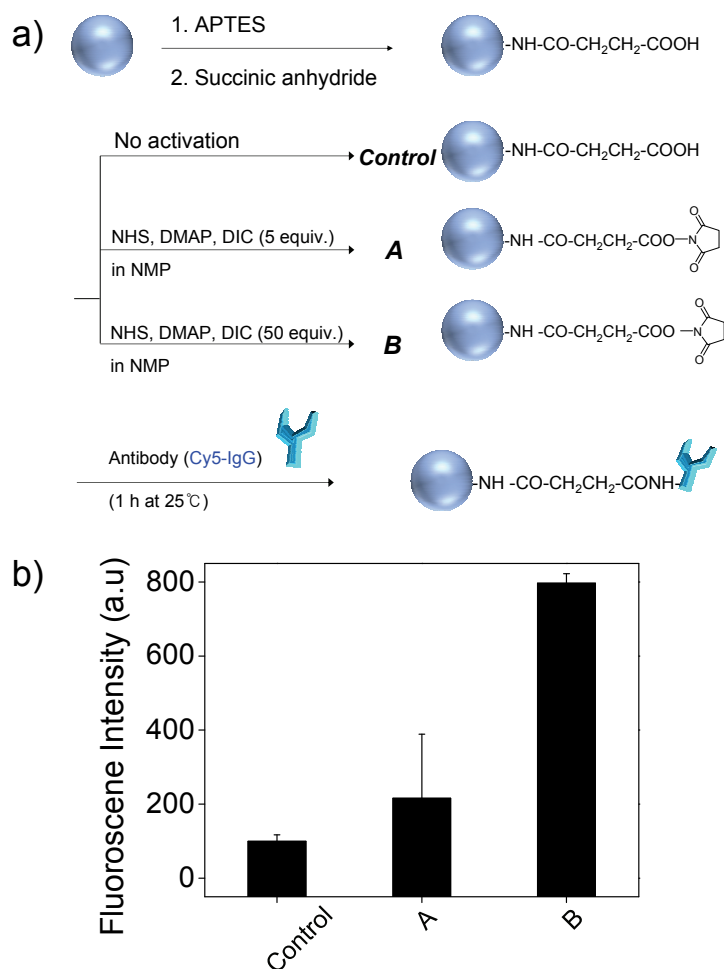 a)
1. APTES
2. Succinic anhydride
-NH-CO-CH₂CH₂-COOH
No activation
Control
-NH-CO-CH₂CH₂-COOH
NHS, DMAP, DIC (5 equiv.)
in NMP
A
-NH -CO-CH₂CH₂-COO
N
O
O
NHS, DMAP, DIC (50 equiv.)
in NMP
B
-NH -CO-CH₂CH₂-COO
N
O
O
Antibody (Cy5-IgG)
(1 h at 25℃)
-NH -CO-CH₂CH₂-CONH-
b)
Fluoroscene Intensity (a.u)
800
600
400
200
0
Control
A
B